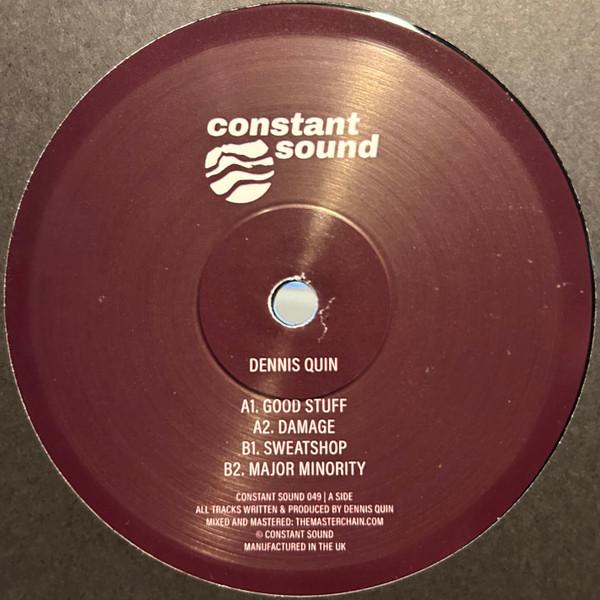 constant
sound
DENNIS QUIN
A1. GOOD STUFF
A2. DAMAGE
B1. SWEATSHOP
B2. MAJOR MINORITY
CONSTANT SOUND 049 | A SIDE
ALL TRACKS WRITTEN & PRODUCED BY DENNIS QUIN
MIXED AND MASTERED: THEMASTERCHAIN.COM
© CONSTANT SOUND
MANUFACTURED IN THE UK